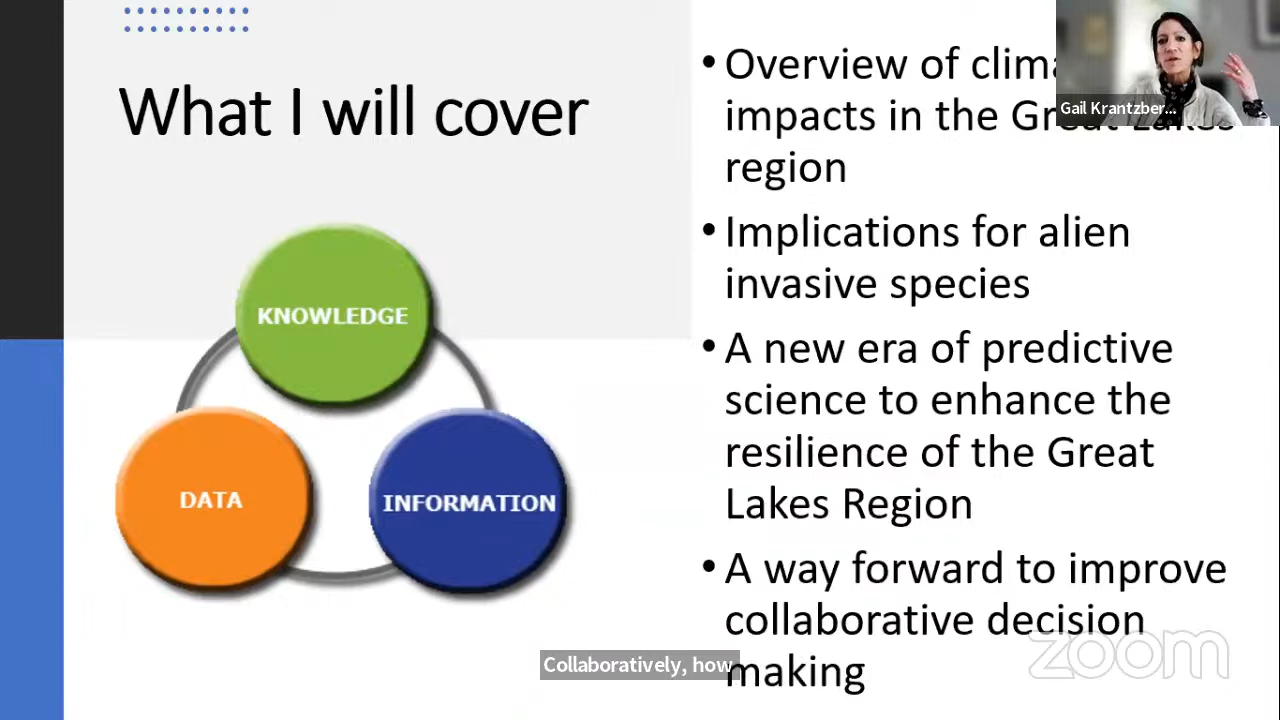 What I will cover
KNOWLEDGE
DATA
INFORMATION
• Overview of clima
impacts in the Great Lakes
region
• Implications for alien
invasive species
• A new era of predictive
science to enhance the
resilience of the Great
Lakes Region
• A way forward to improve
collaborative decision
making
Gail Krantzber...
Collaboratively, how
zoom